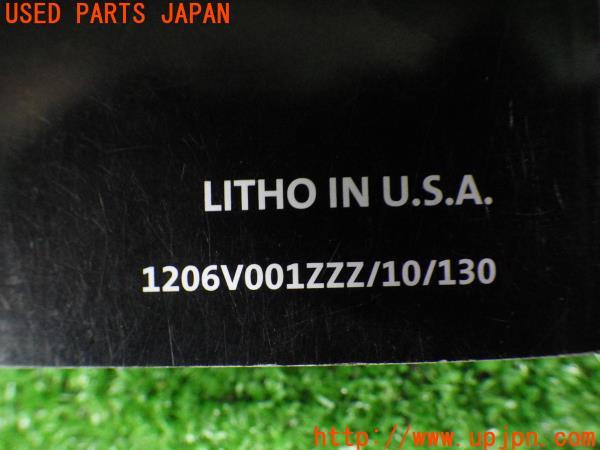 USED PARTS JAPAN
LITHO IN U.S.A.
1206V001ZZZ/10/130
http://www.upjpn.com